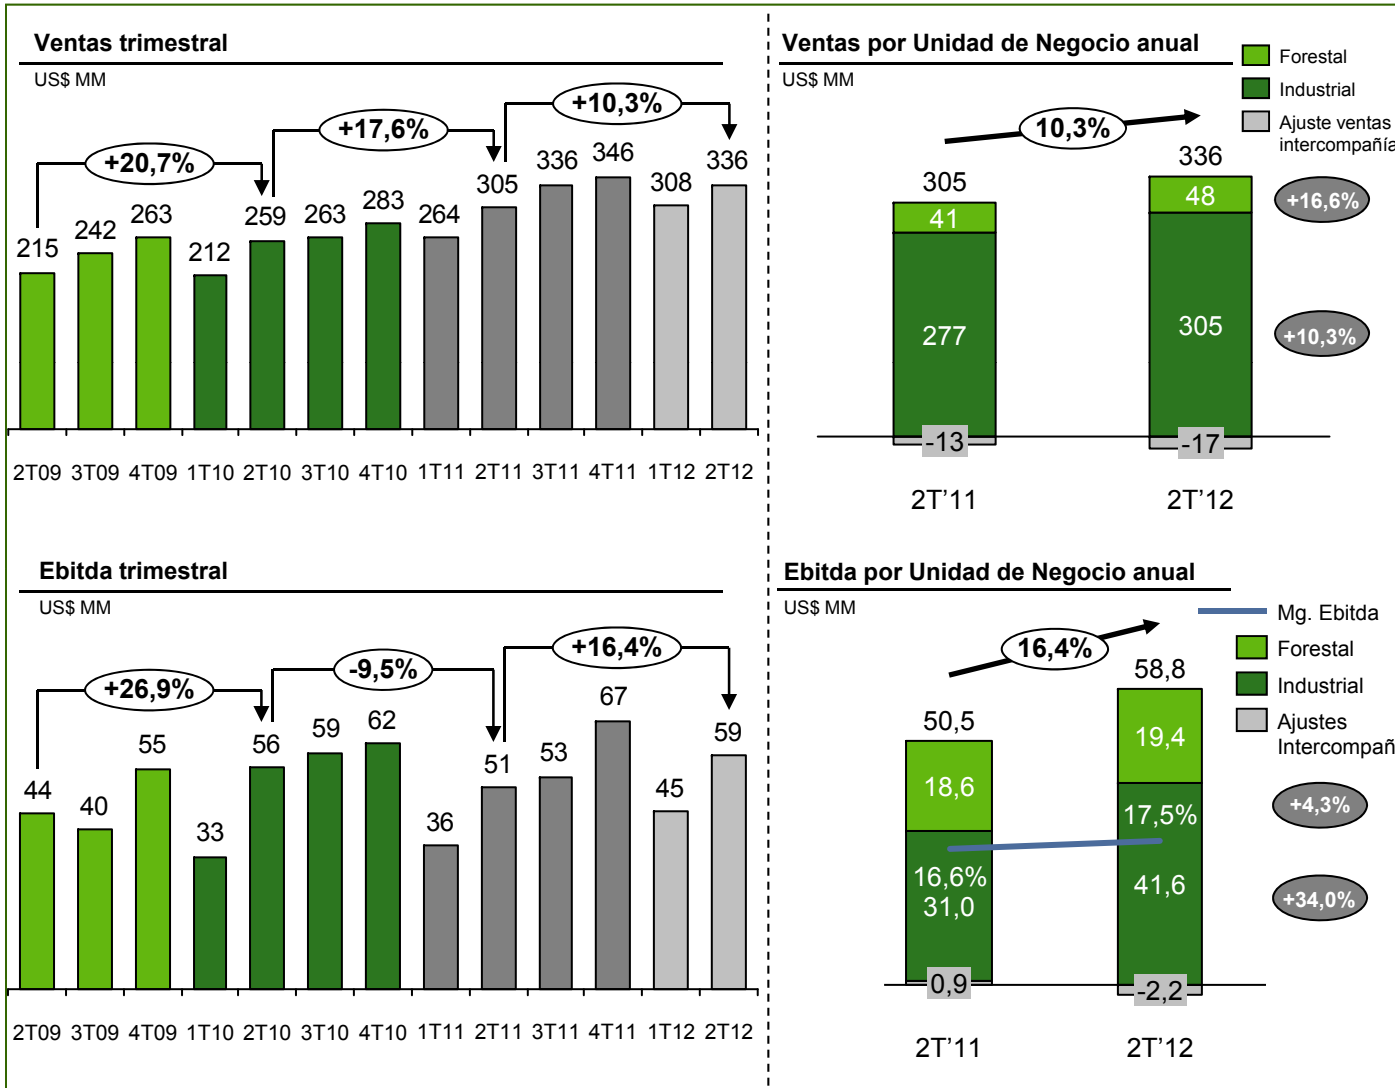 Ventas trimestral
US$ MM
+20,7%
+17,6%
+10,3%
215
242
263
212
259
263
283
264
305
336
346
308
336
2T09 3T09 4T09 1T10 2T10 3T10 4T10 1T11 2T11 3T11 4T11 1T12 2T12
Ventas por Unidad de Negocio anual
US$ MM
Forestal
Industrial
Ajuste ventas
intercompañía
10,3%
305
41
277
-13
336
48
305
-17
+16,6%
+10,3%
2T'11
2T'12
Ebitda trimestral
US$ MM
+26,9%
-9,5%
+16,4%
44
40
55
33
56
59
62
36
51
53
67
45
59
2T09 3T09 4T09 1T10 2T10 3T10 4T10 1T11 2T11 3T11 4T11 1T12 2T12
Ebitda por Unidad de Negocio anual
US$ MM
Mg. Ebitda
Forestal
Industrial
Ajustes
Intercompañ
16,4%
50,5
18,6
16,6%
31,0
0,9
58,8
19,4
17,5%
41,6
-2,2
+4,3%
+34,0%
2T'11
2T'12